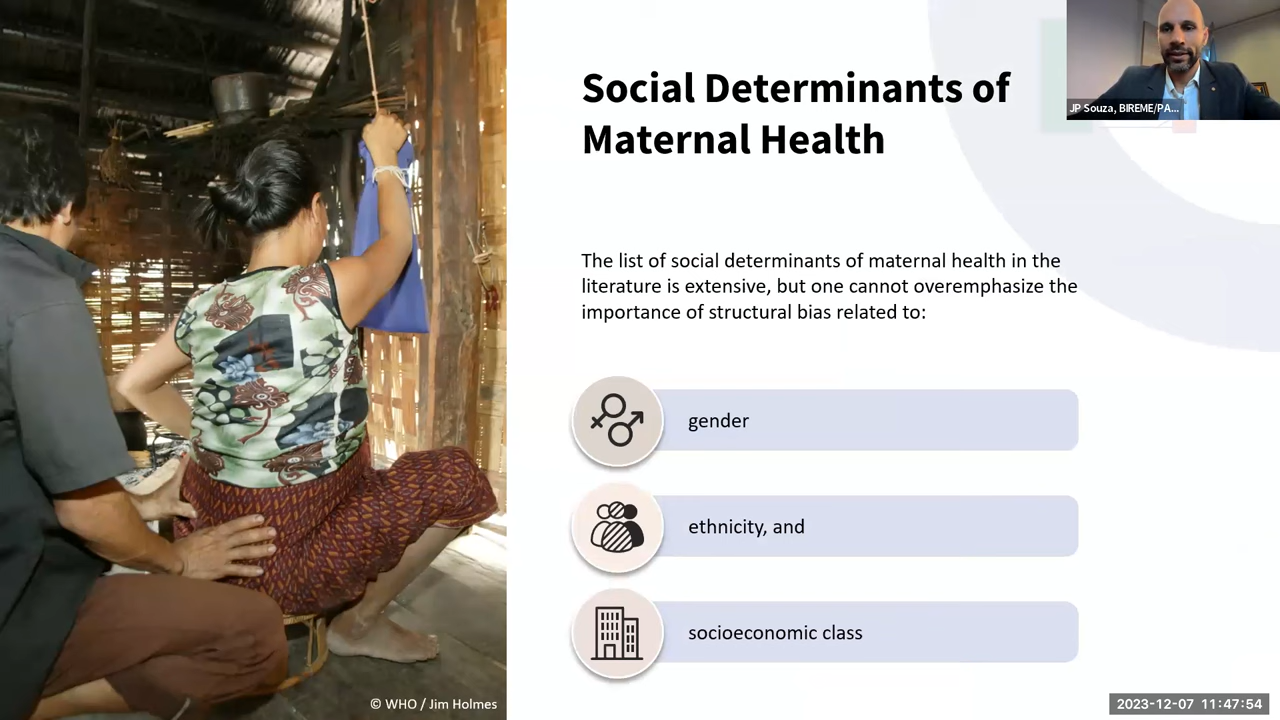 Social Determinants of
Maternal Health
JP Souza, BIREME/PA...
The list of social determinants of maternal health in the
literature is extensive, but one cannot overemphasize the
importance of structural bias related to:
gender
ethnicity, and
socioeconomic class
© WHO / Jim Holmes
2023-12-07 11:47:54